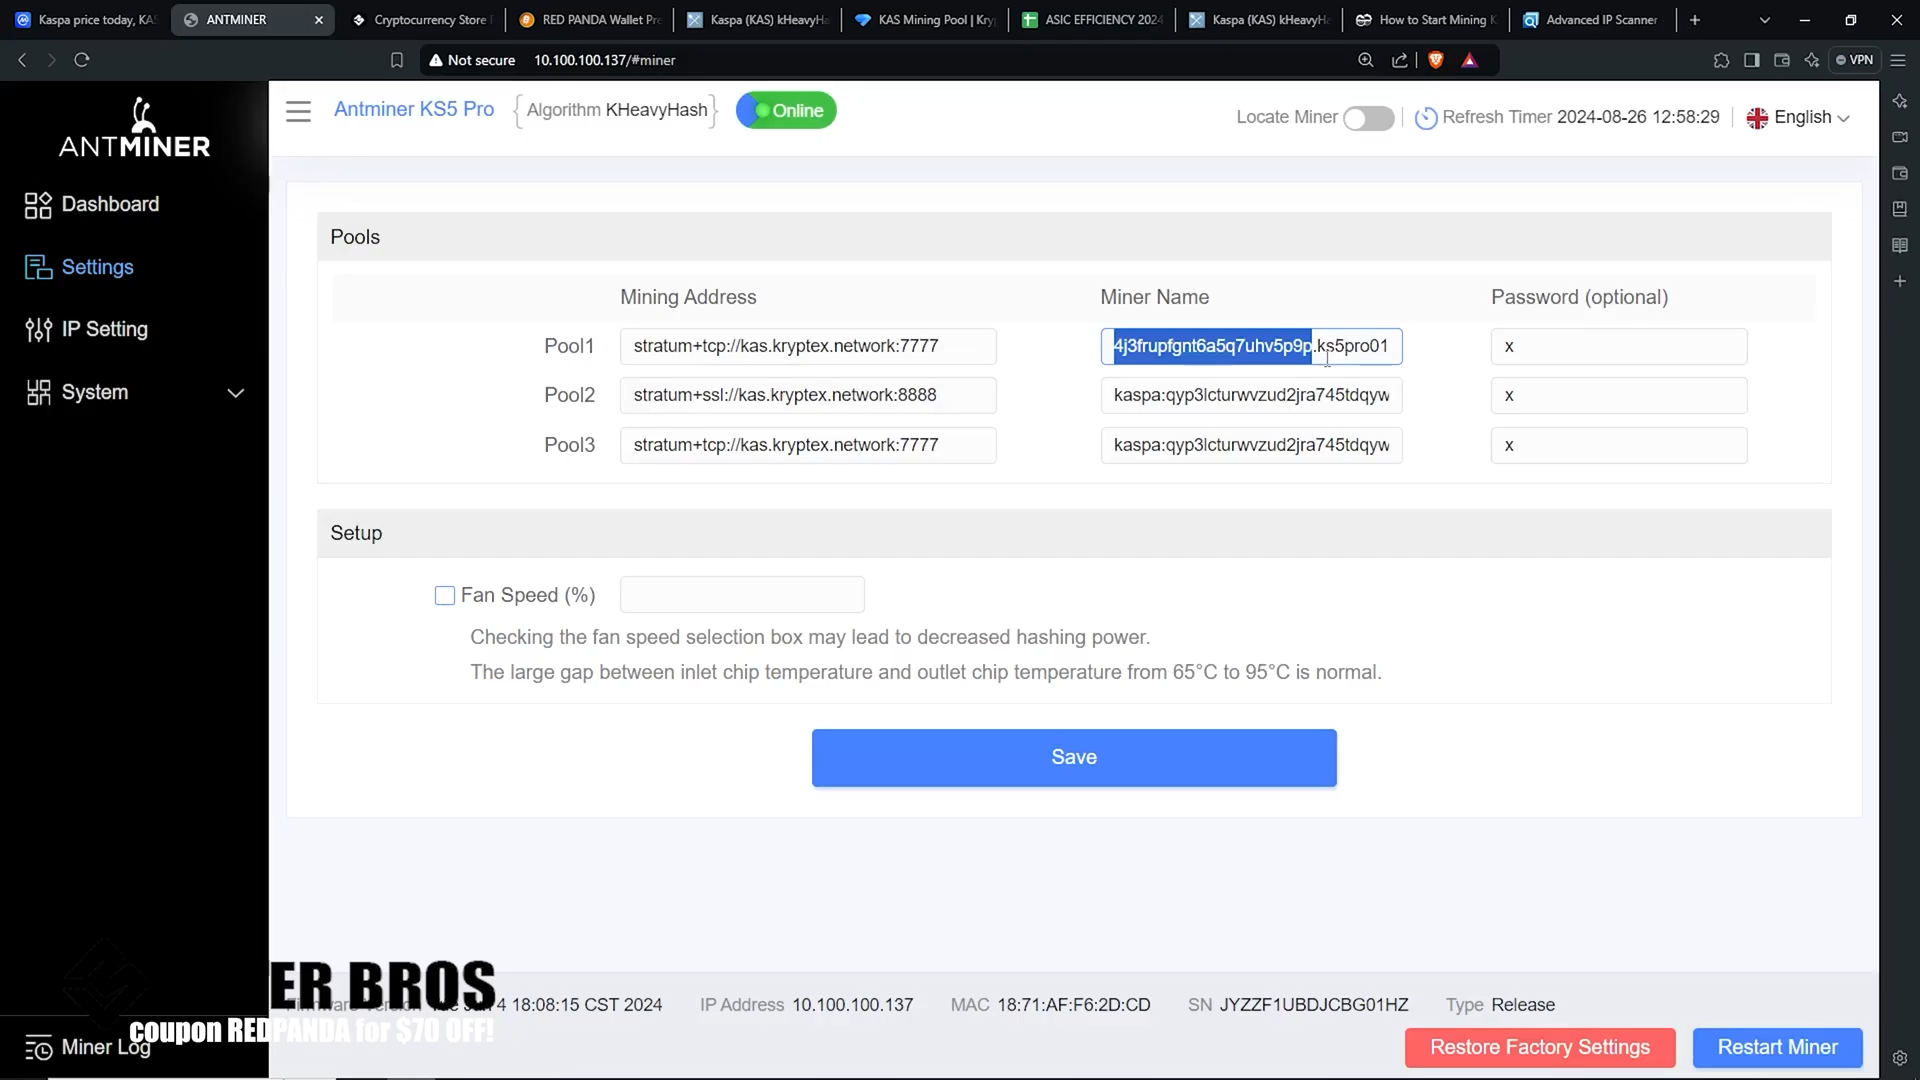 Kaspa price today, KAS
ANTMINER
Cryptocurrency Store
RED PANDA Wallet Pre
Kaspa (KAS) kHeavyHa
KAS Mining Pool | Kry
ASIC EFFICIENCY 2024
Kaspa (KAS) kHeavyH
How to Start Mining K
Advanced IP Scanner
Not secure 10.100.100.137/#miner
VPN
ANTMINER
Antminer KS5 Pro {Algorithm KHeavyHash} Online
Locate Miner Refresh Timer 2024-08-26 12:58:29 English
Dashboard
Settings
IP Setting
System
Pools
Mining Address Miner Name Password (optional)
Pool1 stratum+tcp://kas.kryptex.network:7777 4j3frupfgnt6a5q7uhv5p9p.ks5pro01 x
Pool2 stratum+ssl://kas.kryptex.network:8888 kaspa:qyp3lcturwvzud2jra745tdqyw x
Pool3 stratum+tcp://kas.kryptex.network:7777 kaspa:qyp3lcturwvzud2jra745tdqyw x
Setup
Fan Speed (%)
Checking the fan speed selection box may lead to decreased hashing power.
The large gap between inlet chip temperature and outlet chip temperature from 65°C to 95°C is normal.
Save
ER BROS
4 18:08:15 CST 2024 IP Address 10.100.100.137 MAC 18:71:AF:F6:2D:CD SN JYZZF1UBDJCBG01HZ Type Release
coupon REDPANDA for $70 OFF!
Miner Log
Restore Factory Settings Restart Miner